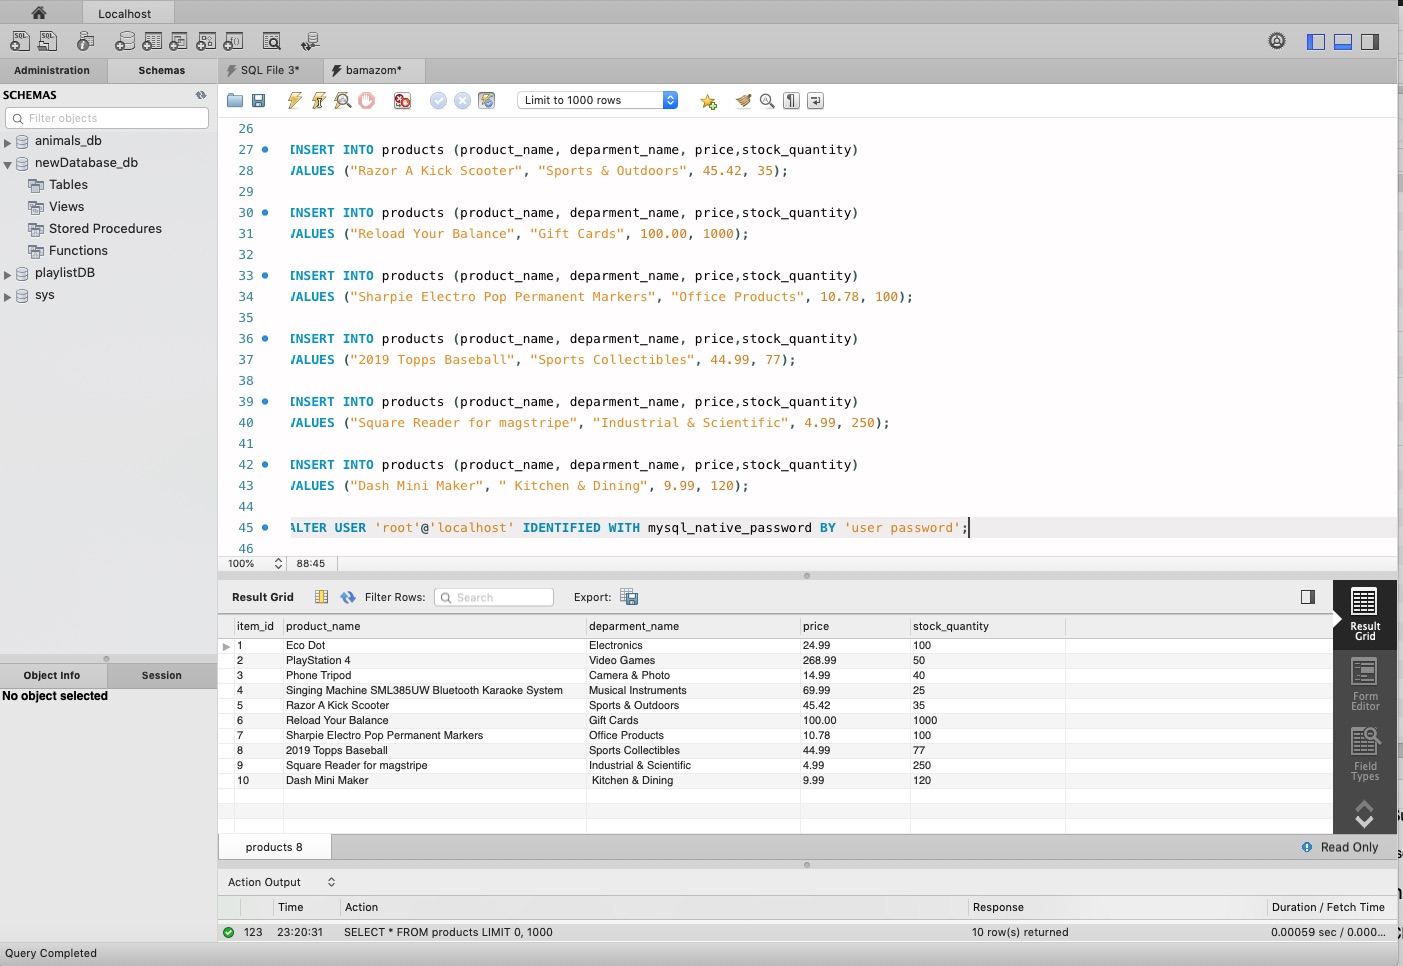 Localhost
Administration
Schemas
SQL File 3*
bamazom*
SCHEMAS
Filter objects
animals_db
newDatabase_db
Tables
Views
Stored Procedures
Functions
playlistDB
sys
Object Info
Session
No object selected
Limit to 1000 rows
26
27 INSERT INTO products (product_name, deparment_name, price,stock_quantity)
28 VALUES ("Razor A Kick Scooter", "Sports & Outdoors", 45.42, 35);
29
30 INSERT INTO products (product_name, deparment_name, price,stock_quantity)
31 VALUES ("Reload Your Balance", "Gift Cards", 100.00, 1000);
32
33 INSERT INTO products (product_name, deparment_name, price,stock_quantity)
34 VALUES ("Sharpie Electro Pop Permanent Markers", "Office Products", 10.78, 100);
35
36 INSERT INTO products (product_name, deparment_name, price,stock_quantity)
37 VALUES ("2019 Topps Baseball", "Sports Collectibles", 44.99, 77);
38
39 INSERT INTO products (product_name, deparment_name, price,stock_quantity)
40 VALUES ("Square Reader for magstripe", "Industrial & Scientific", 4.99, 250);
41
42 INSERT INTO products (product_name, deparment_name, price,stock_quantity)
43 VALUES ("Dash Mini Maker", " Kitchen & Dining", 9.99, 120);
44
45 ALTER USER 'root'@'localhost' IDENTIFIED WITH mysql_native_password BY 'user password';
46
100% 88:45
Result Grid Filter Rows: Search Export:
item_id product_name deparment_name price stock_quantity
1 Eco Dot Electronics 24.99 100
2 PlayStation 4 Video Games 268.99 50
3 Phone Tripod Camera & Photo 14.99 40
4 Singing Machine SML385UW Bluetooth Karaoke System Musical Instruments 69.99 25
5 Razor A Kick Scooter Sports & Outdoors 45.42 35
6 Reload Your Balance Gift Cards 100.00 1000
7 Sharpie Electro Pop Permanent Markers Office Products 10.78 100
8 2019 Topps Baseball Sports Collectibles 44.99 77
9 Square Reader for magstripe Industrial & Scientific 4.99 250
10 Dash Mini Maker Kitchen & Dining 9.99 120
Result
Grid
Form
Editor
Field
Types
products 8
Read Only
Action Output
Time Action Response Duration / Fetch Time
123 23:20:31 SELECT * FROM products LIMIT 0, 1000 10 row(s) returned 0.00059 sec / 0.000...
Query Completed